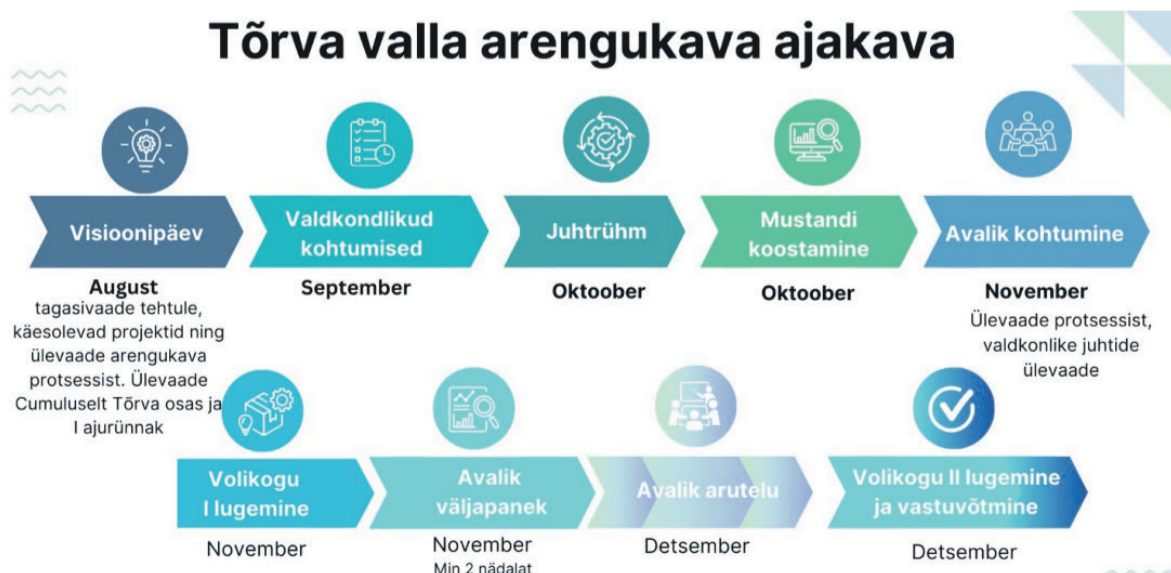 Tõrva valla arengukava ajakava
Visioonipäev
August
tagasivaade tehtule,
käesolevad projektid ning
ülevaade arengukava
protsessist. Ülevaade
Cumuluselt Tõrva osas ja
I ajurünnak
Valdkondlikud
kohtumised
September
Juhtrühm
Oktoober
Mustandi
koostamine
Oktoober
Avalik kohtumine
November
Ülevaade protsessist,
valdkonlike juhtide
ülevaade
Volikogu
I lugemine
November
Avalik
väljapanek
November
Min 2 nädalat
Avalik arutelu
Detsember
Volikogu II lugemine
ja vastuvõtmine
Detsember